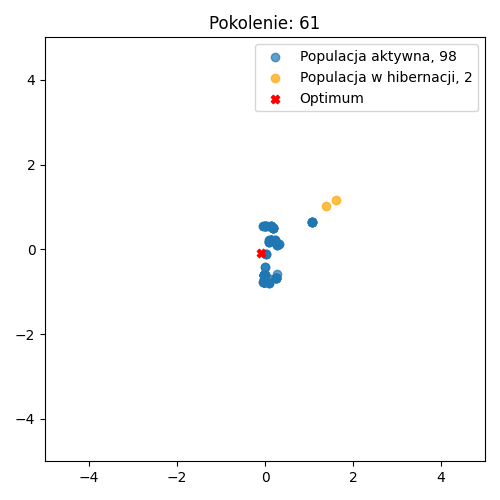 Pokolenie: 61
Populacja aktywna, 98
Populacja w hibernacji, 2
Optimum
4
2
0
−2
−4
−4
−2
0
2
4